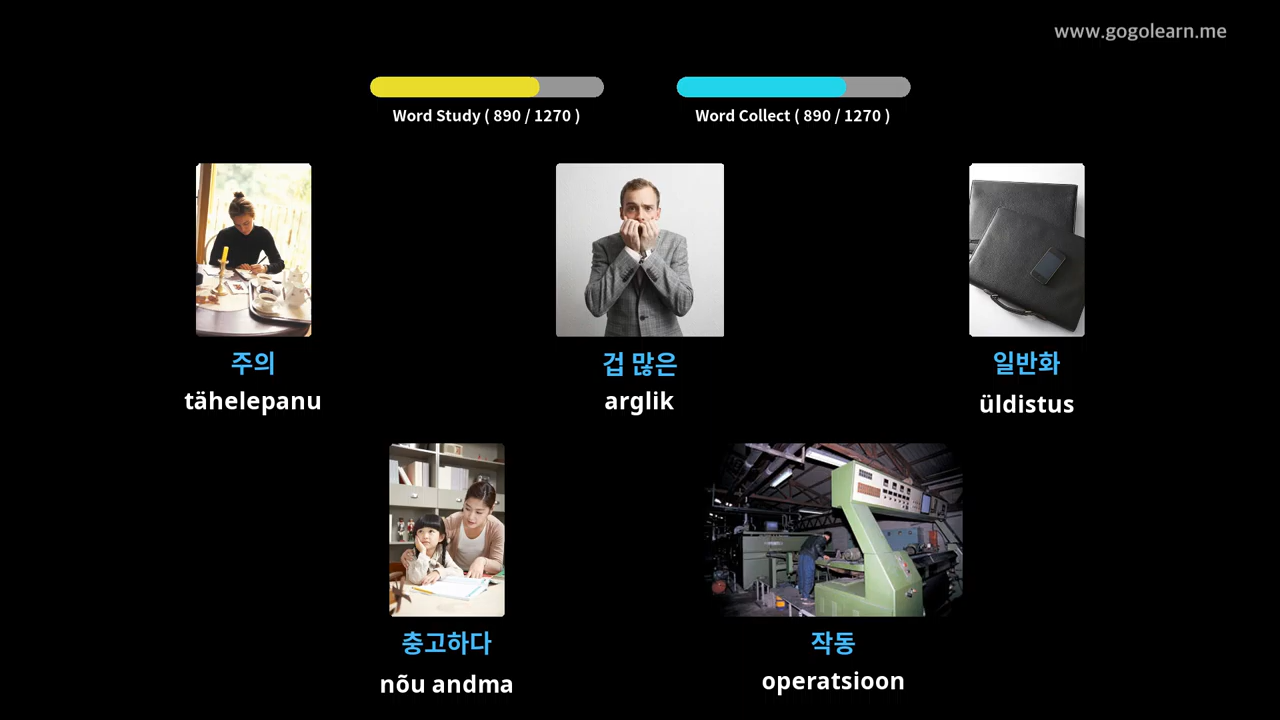 www.gogolearn.me
Word Study ( 890 / 1270 )
Word Collect ( 890 / 1270 )
주의
tähelepanu
겁 많은
arglik
일반화
üldistus
충고하다
nõu andma
작동
operatsioon